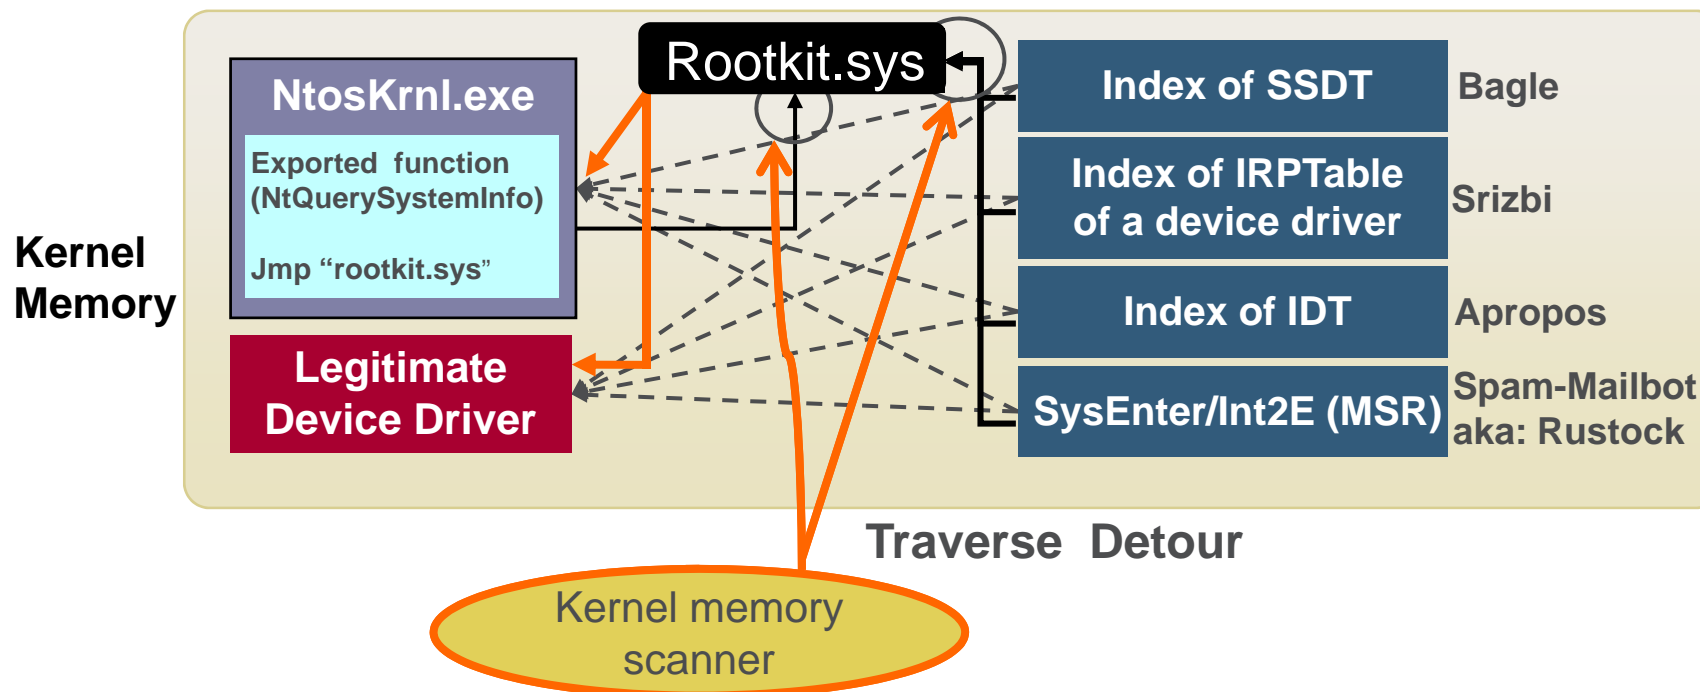 Rootkit.sys
NtosKrnl.exe
Exported function
(NtQuerySystemInfo)
Jmp “rootkit.sys”
Kernel
Memory
Legitimate
Device Driver
Index of SSDT
Bagle
Index of IRPTable
of a device driver
Srizbi
Index of IDT
Apropos
SysEnter/Int2E (MSR)
Spam-Mailbot
aka: Rustock
Traverse Detour
Kernel memory
scanner